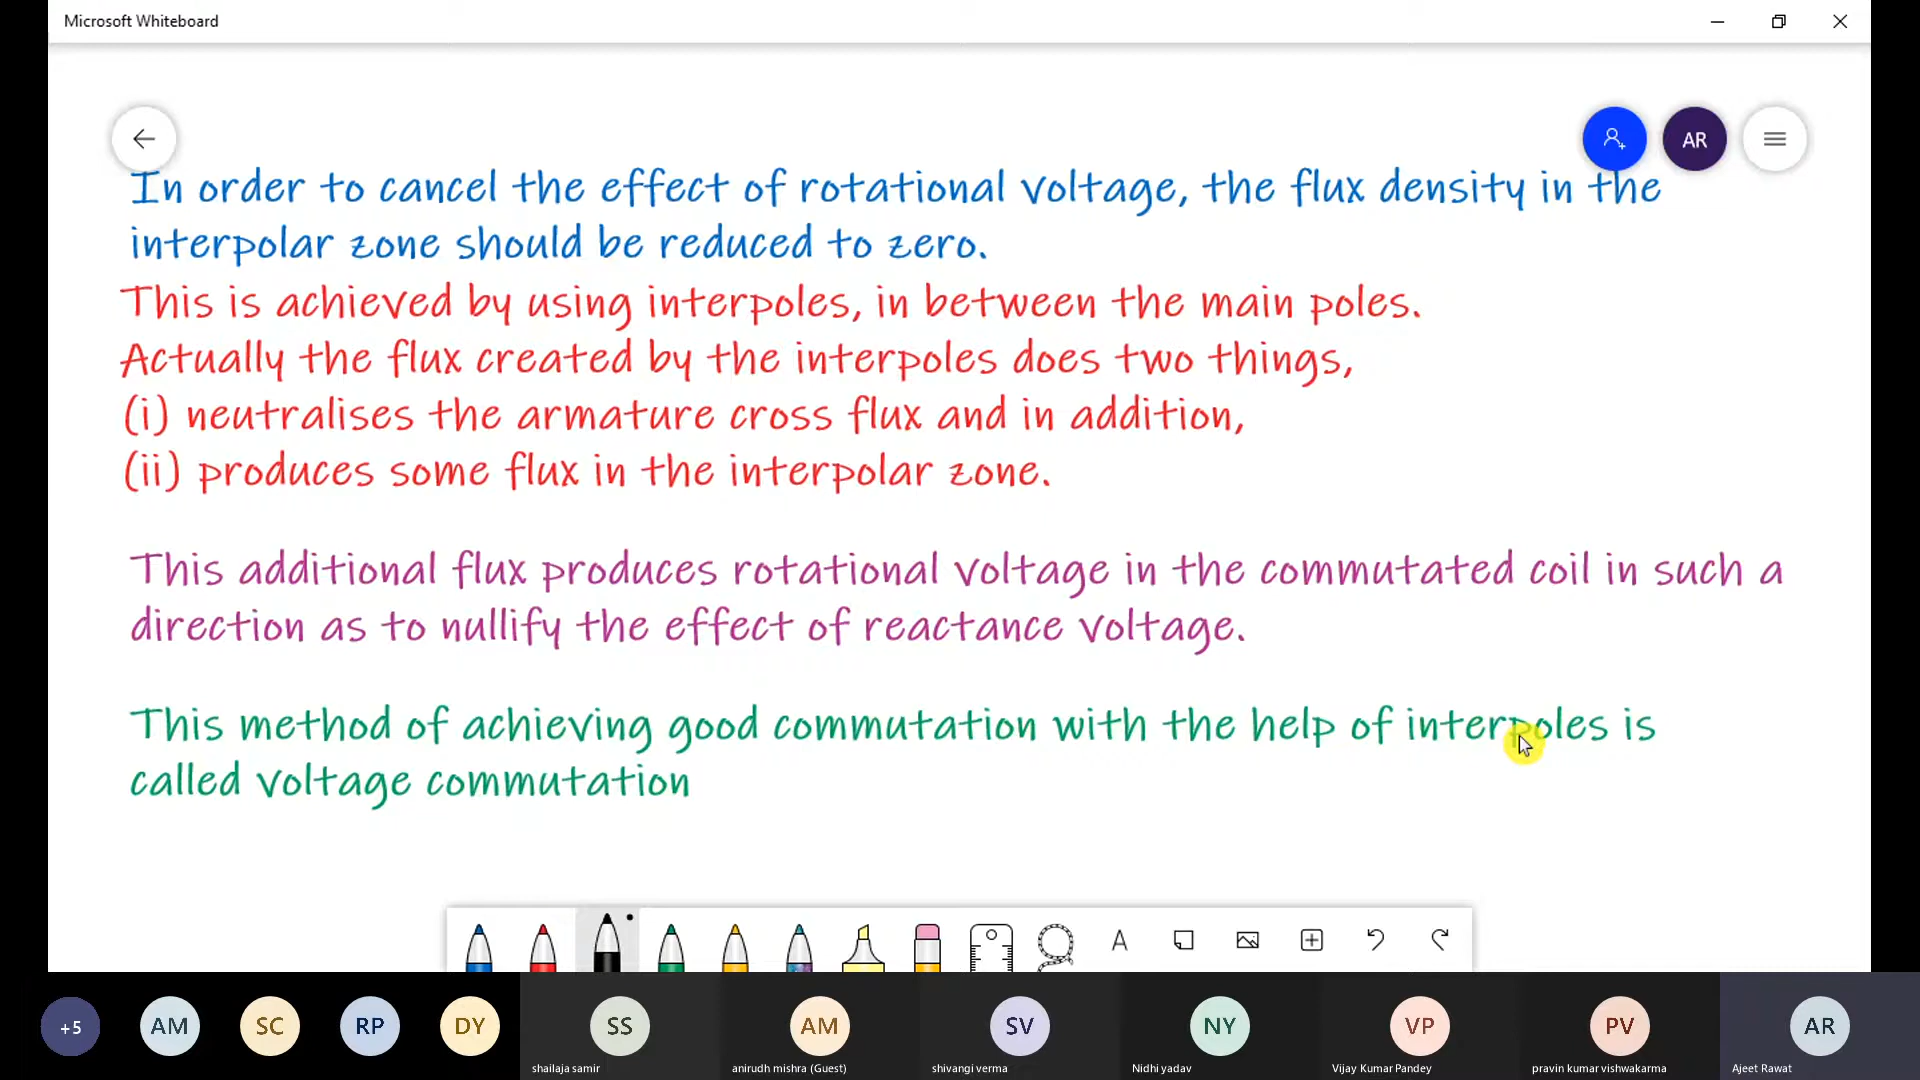 Microsoft Whiteboard
AR
In order to cancel the effect of rotational voltage, the flux density in the
interpolar zone should be reduced to zero.
This is achieved by using interpoles, in between the main poles.
Actually the flux created by the interpoles does two things,
(i) neutralises the armature cross flux and in addition,
(ii) produces some flux in the interpolar zone.
This additional flux produces rotational voltage in the commutated coil in such a
direction as to nullify the effect of reactance voltage.
This method of achieving good commutation with the help of interpoles is
called voltage commutation
A
+5 AM SC RP DY SS AM SV NY VP PV AR
shailaja samir anirudh mishra (Guest) shivangi verma Nidhi yadav Vijay Kumar Pandey pravin kumar vishwakarma Ajeet Rawat